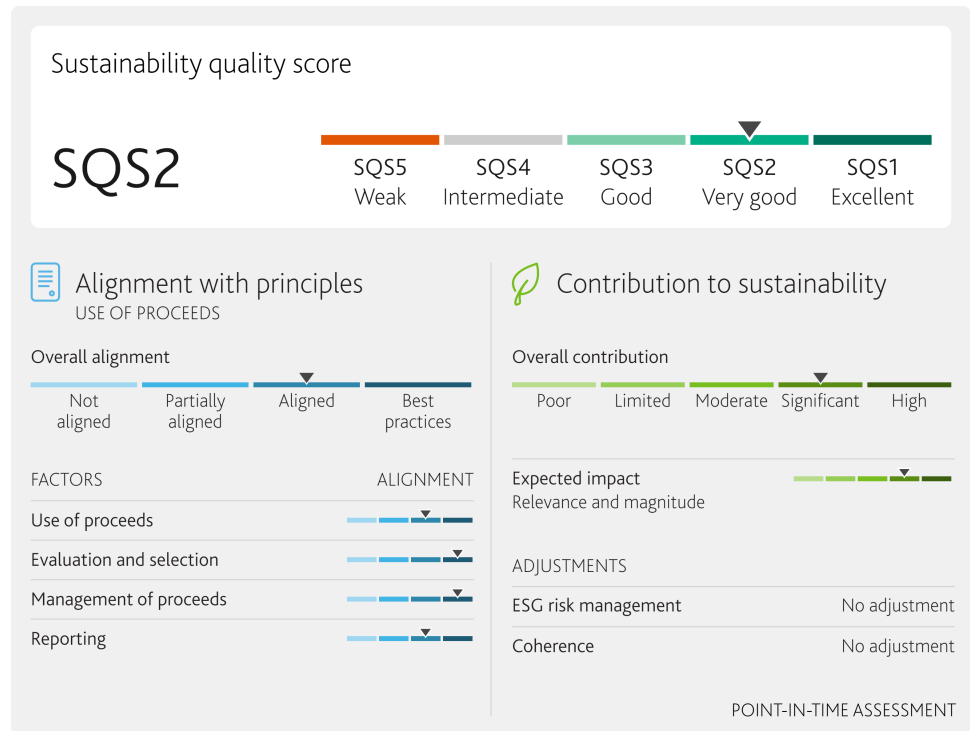 Sustainability quality score
SQS2
SQS5 SQS4 SQS3 SQS2 SQS1
Weak Intermediate Good Very good Excellent
Alignment with principles
USE OF PROCEEDS
Overall alignment
Not aligned
Partially aligned
Aligned
Best practices
FACTORS ALIGNMENT
Use of proceeds
Evaluation and selection
Management of proceeds
Reporting
Contribution to sustainability
Overall contribution
Poor Limited Moderate Significant High
Expected impact
Relevance and magnitude
ADJUSTMENTS
ESG risk management No adjustment
Coherence No adjustment
POINT-IN-TIME ASSESSMENT